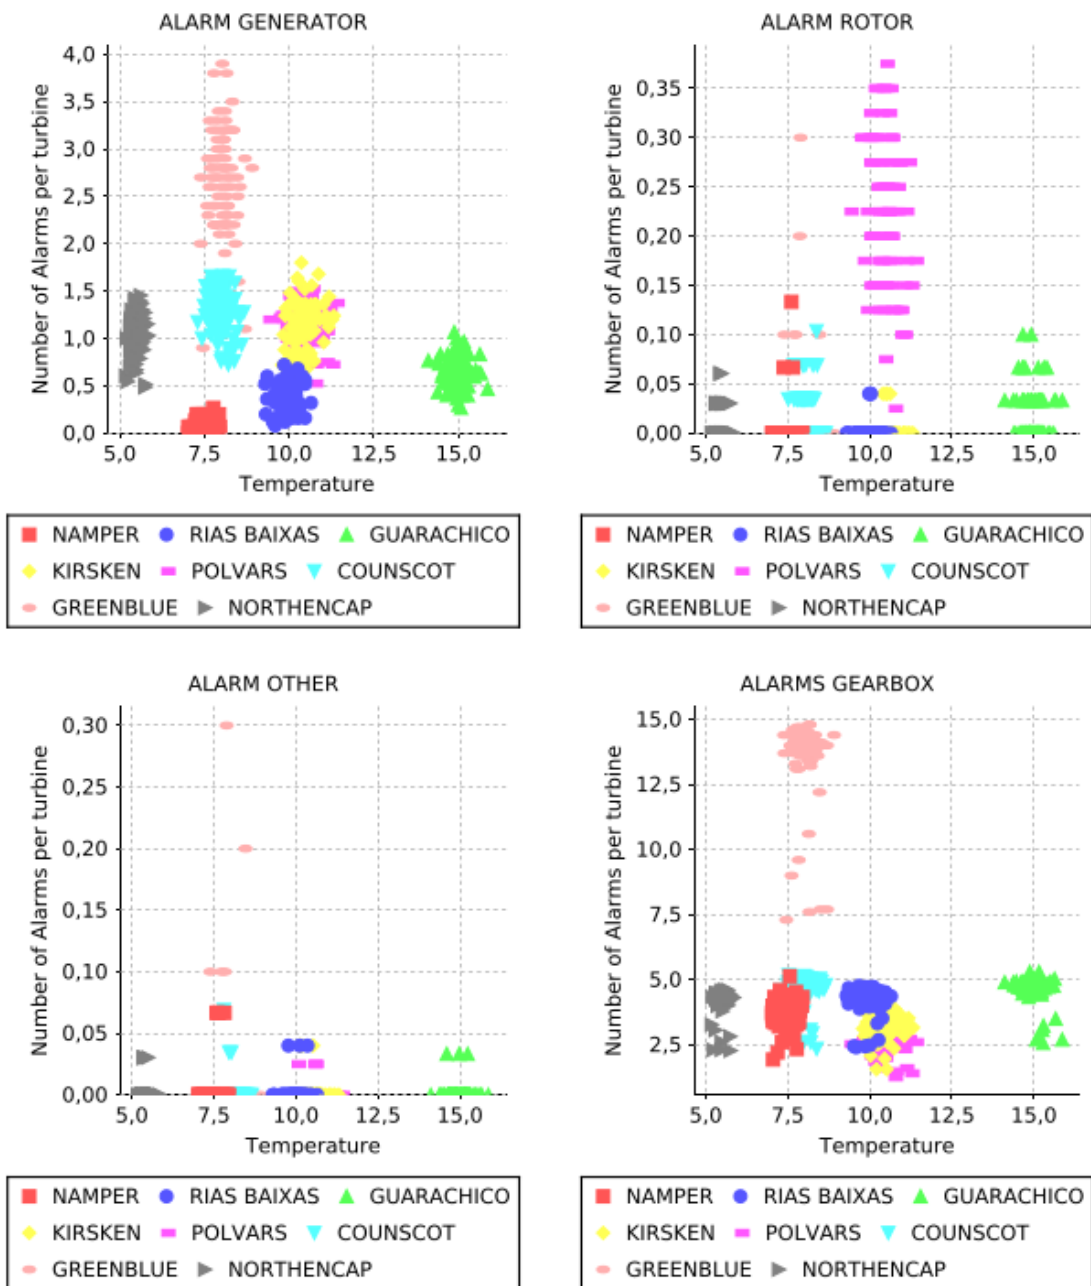 ALARM GENERATOR
Number of Alarms per turbine
4,0
3,5
3,0
2,5
2,0
1,5
1,0
0,5
0,0
5,0 7,5 10,0 12,5 15,0
Temperature
NAMPER RIAS BAIXAS GUARACHICO
KIRSKEN POLVARS COUNSCOT
GREENBLUE NORTHENCAP
ALARM ROTOR
Number of Alarms per turbine
0,35
0,30
0,25
0,20
0,15
0,10
0,05
0,00
5,0 7,5 10,0 12,5 15,0
Temperature
NAMPER RIAS BAIXAS GUARACHICO
KIRSKEN POLVARS COUNSCOT
GREENBLUE NORTHENCAP
ALARM OTHER
Number of Alarms per turbine
0,30
0,25
0,20
0,15
0,10
0,05
0,00
5,0 7,5 10,0 12,5 15,0
Temperature
NAMPER RIAS BAIXAS GUARACHICO
KIRSKEN POLVARS COUNSCOT
GREENBLUE NORTHENCAP
ALARMS GEARBOX
Number of Alarms per turbine
15,0
12,5
10,0
7,5
5,0
2,5
5,0 7,5 10,0 12,5 15,0
Temperature
NAMPER RIAS BAIXAS GUARACHICO
KIRSKEN POLVARS COUNSCOT
GREENBLUE NORTHENCAP